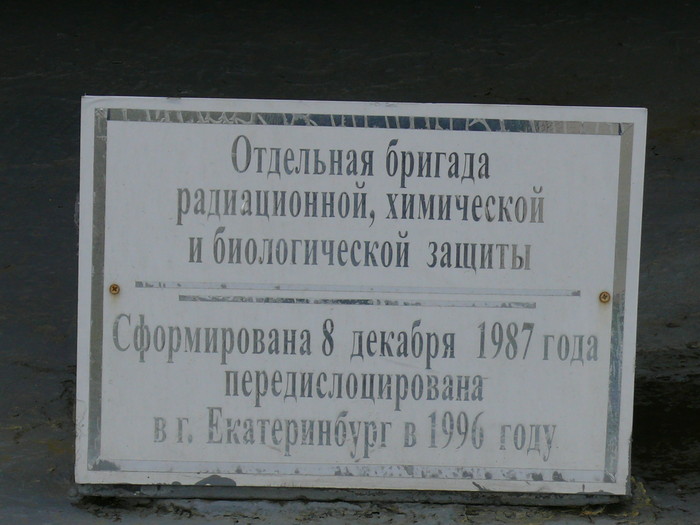 Отдельная бригада
радиационной, химической
и биологической защиты
Сформирована 8 декабря 1987 года
передислоцирована
в г. Екатеринбург в 1996 году